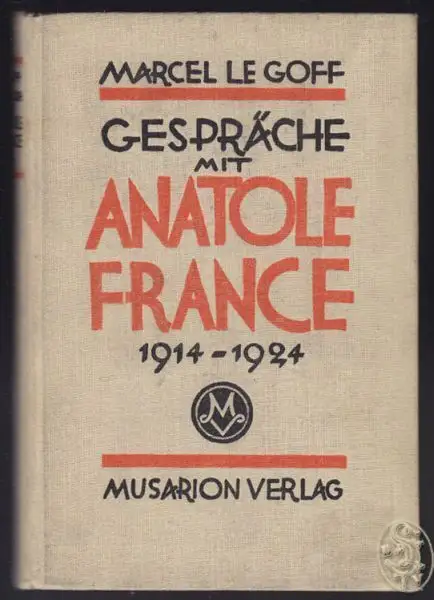 MARCEL LE GOFF
GESPRÄCHE
MIT
ANATOLE
FRANCE
1914-1924
MV
MUSARION VERLAG